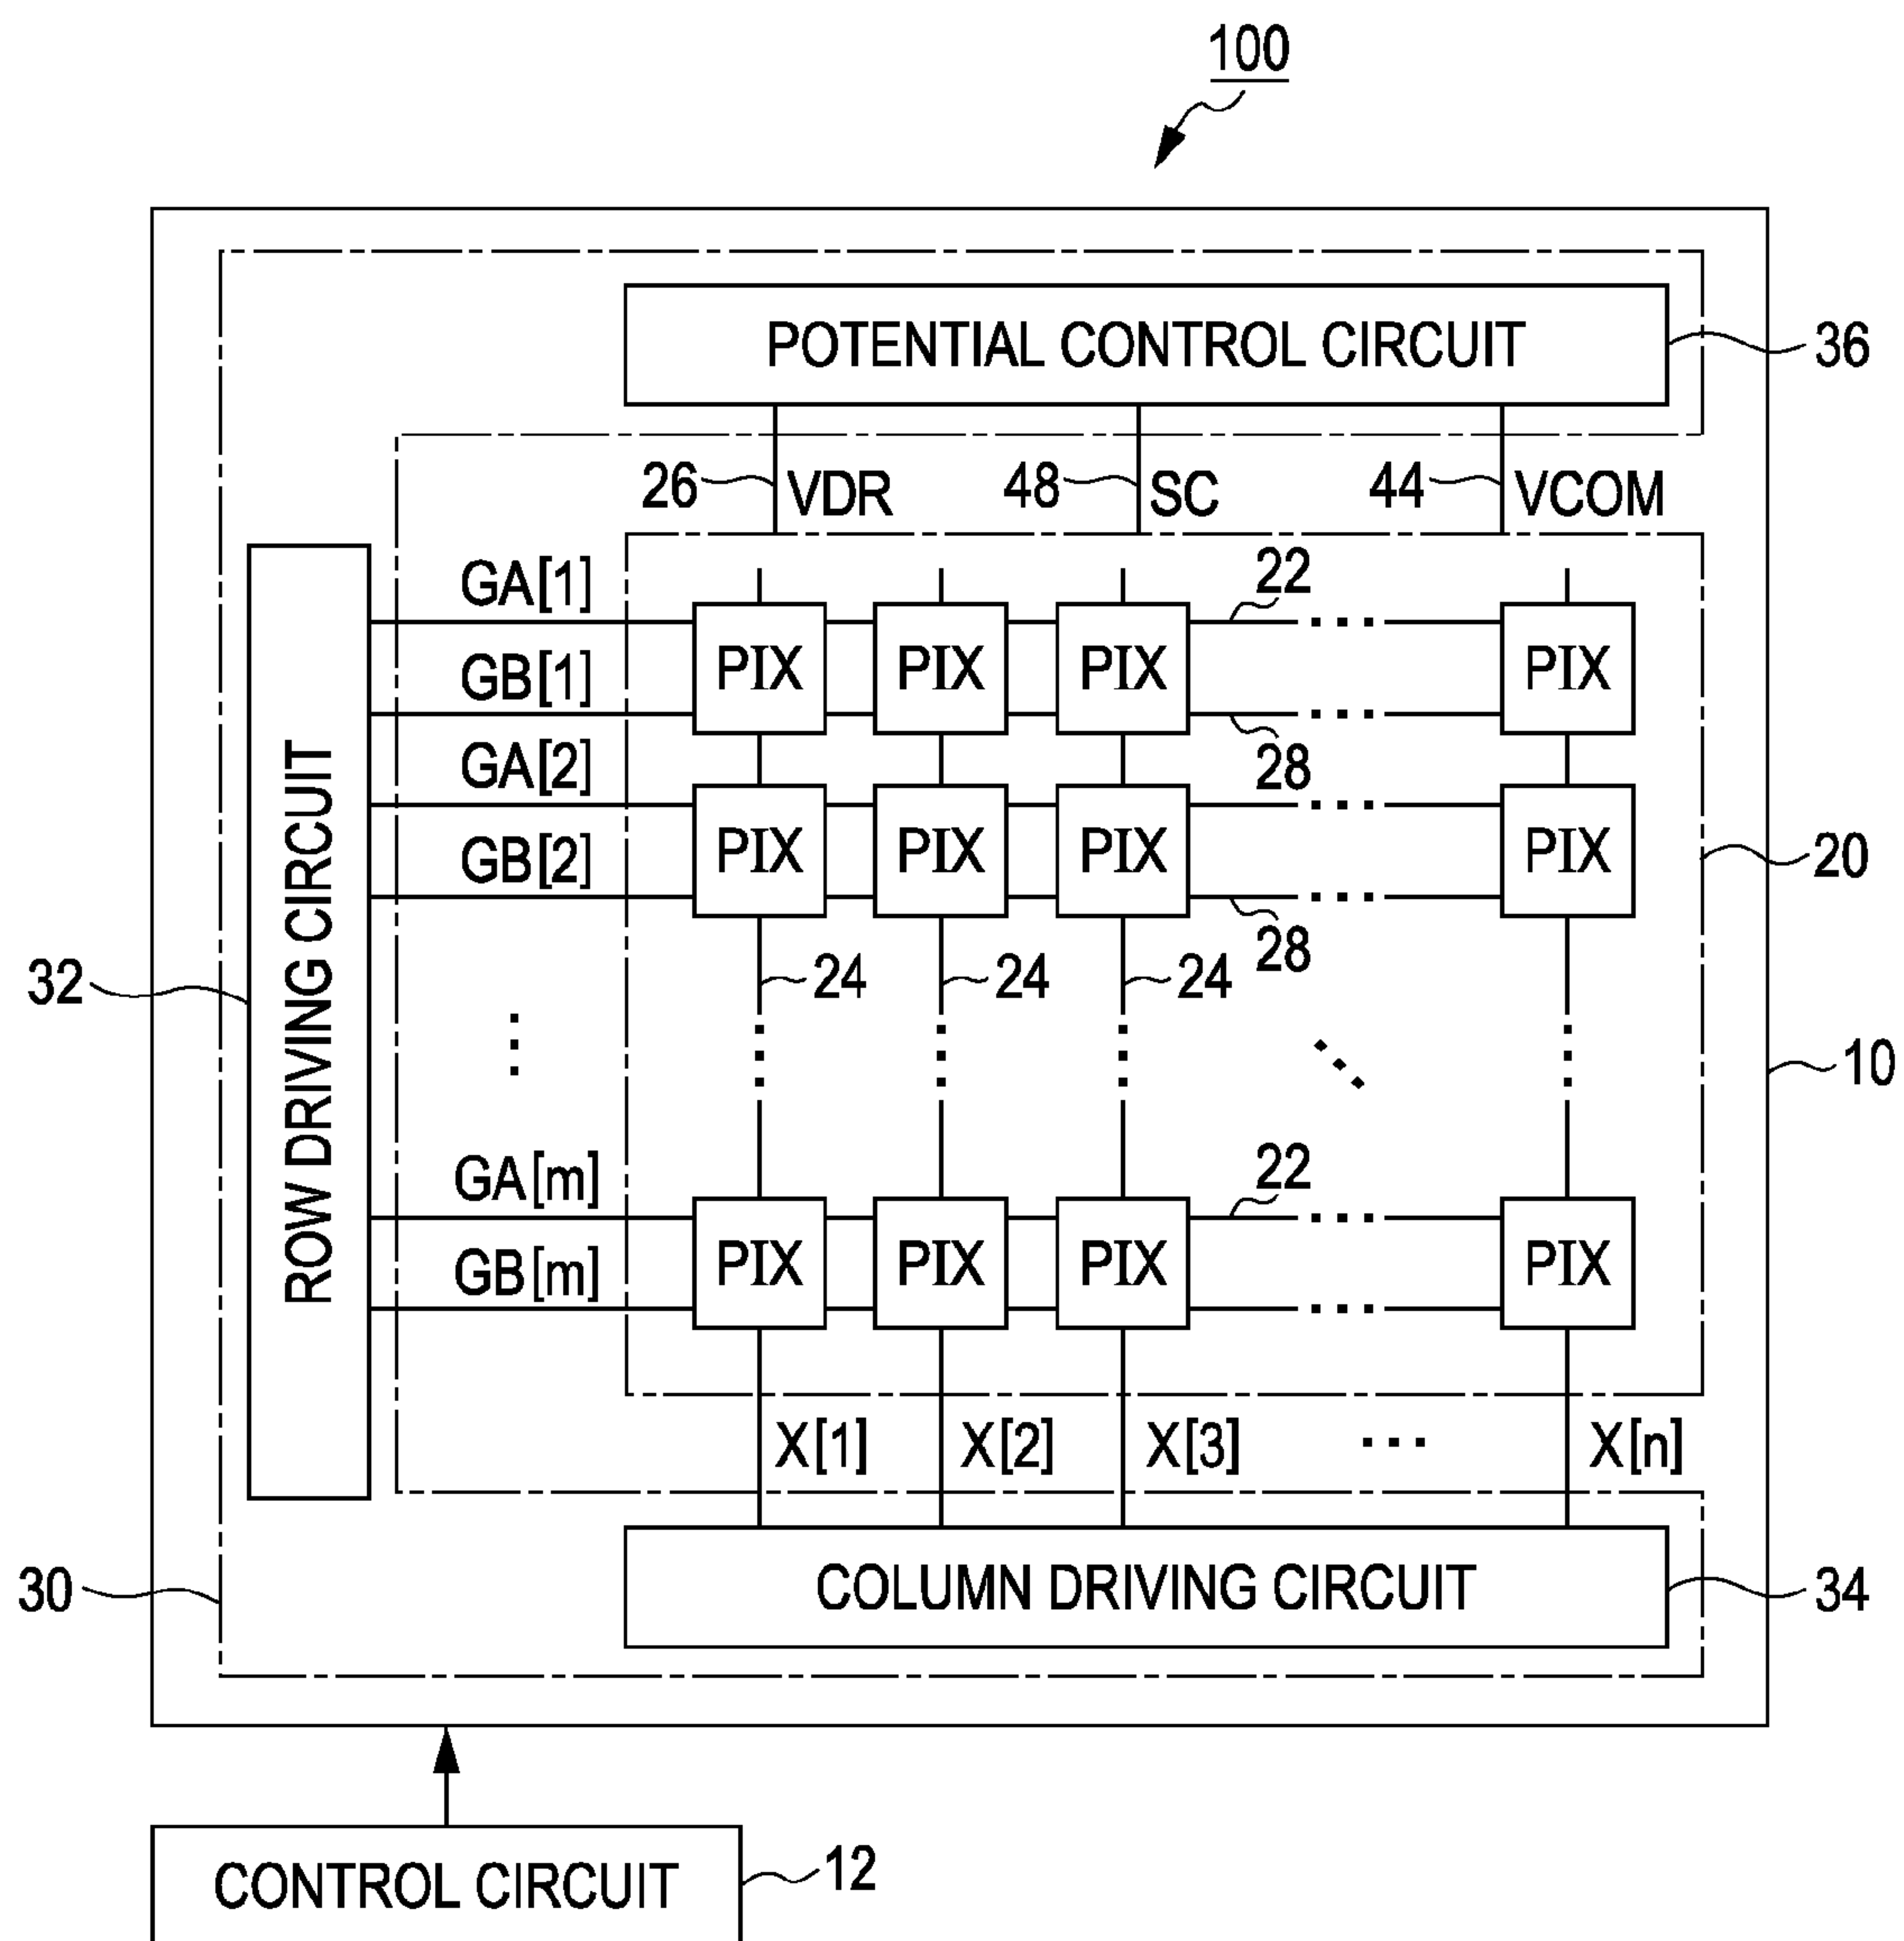 100
POTENTIAL CONTROL CIRCUIT
36
26 VDR 48 SC 44 VCOM
GA[1] 22
PIX PIX PIX ··· PIX
GB[1] 28
GA[2]
PIX PIX PIX ··· PIX
GB[2] 28
20
ROW DRIVING CIRCUIT
32
24 24 24
10
GA[m] 22
PIX PIX PIX ··· PIX
GB[m]
X[1] X[2] X[3] ··· X[n]
30
COLUMN DRIVING CIRCUIT
34
CONTROL CIRCUIT
12